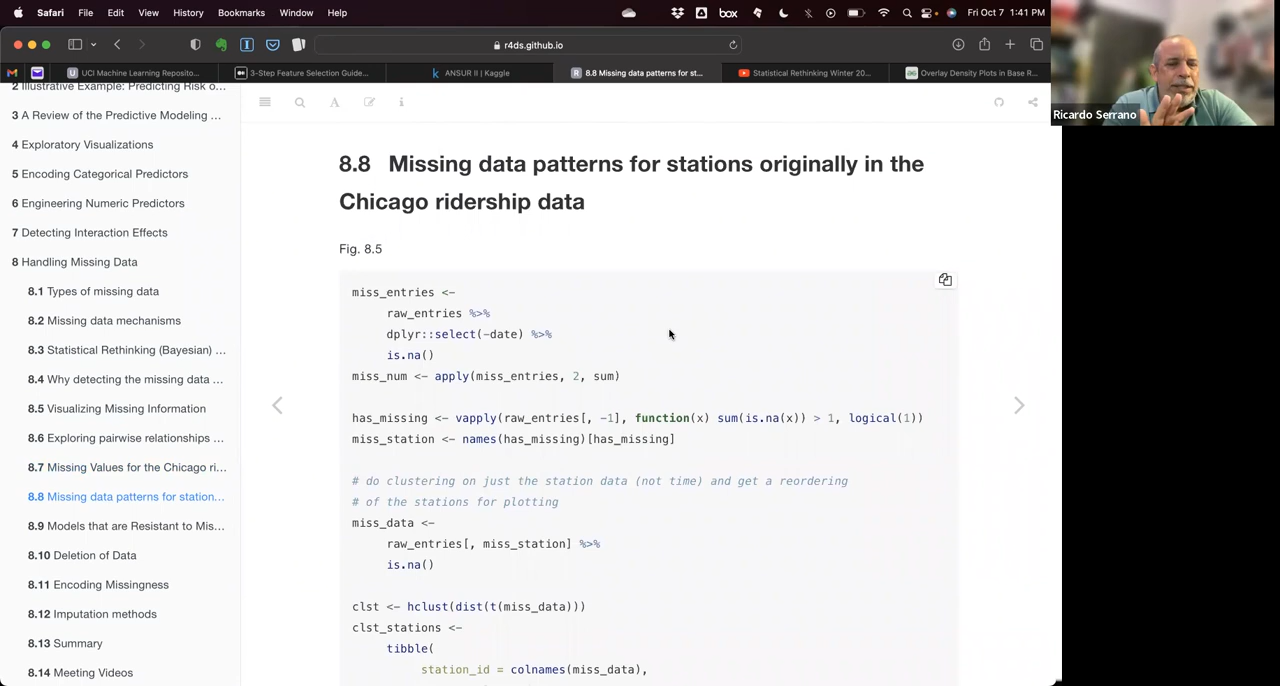 Safari File Edit View History Bookmarks Window Help box Fri Oct 7 1:41 PM
r4ds.github.io
UCI Machine Learning Reposito... 3-Step Feature Selection Guide... ANSUR II | Kaggle 8.8 Missing data patterns for st... Statistical Rethinking Winter 20... Overlay Density Plots in Base R...
Ricardo Serrano
2 Illustrative Example: Predicting Risk o...
3 A Review of the Predictive Modeling ...
4 Exploratory Visualizations
5 Encoding Categorical Predictors
6 Engineering Numeric Predictors
7 Detecting Interaction Effects
8 Handling Missing Data
8.1 Types of missing data
8.2 Missing data mechanisms
8.3 Statistical Rethinking (Bayesian) ...
8.4 Why detecting the missing data ...
8.5 Visualizing Missing Information
8.6 Exploring pairwise relationships ...
8.7 Missing Values for the Chicago ri...
8.8 Missing data patterns for station...
8.9 Models that are Resistant to Mis...
8.10 Deletion of Data
8.11 Encoding Missingness
8.12 Imputation methods
8.13 Summary
8.14 Meeting Videos
8.8 Missing data patterns for stations originally in the
Chicago ridership data
Fig. 8.5
miss_entries <-
raw_entries %>%
dplyr::select(-date) %>%
is.na()
miss_num <- apply(miss_entries, 2, sum)
has_missing <- vapply(raw_entries[, -1], function(x) sum(is.na(x)) > 1, logical(1))
miss_station <- names(has_missing)[has_missing]
# do clustering on just the station data (not time) and get a reordering
# of the stations for plotting
miss_data <-
raw_entries[, miss_station] %>%
is.na()
clst <- hclust(dist(t(miss_data)))
clst_stations <-
tibble(
station_id = colnames(miss_data),